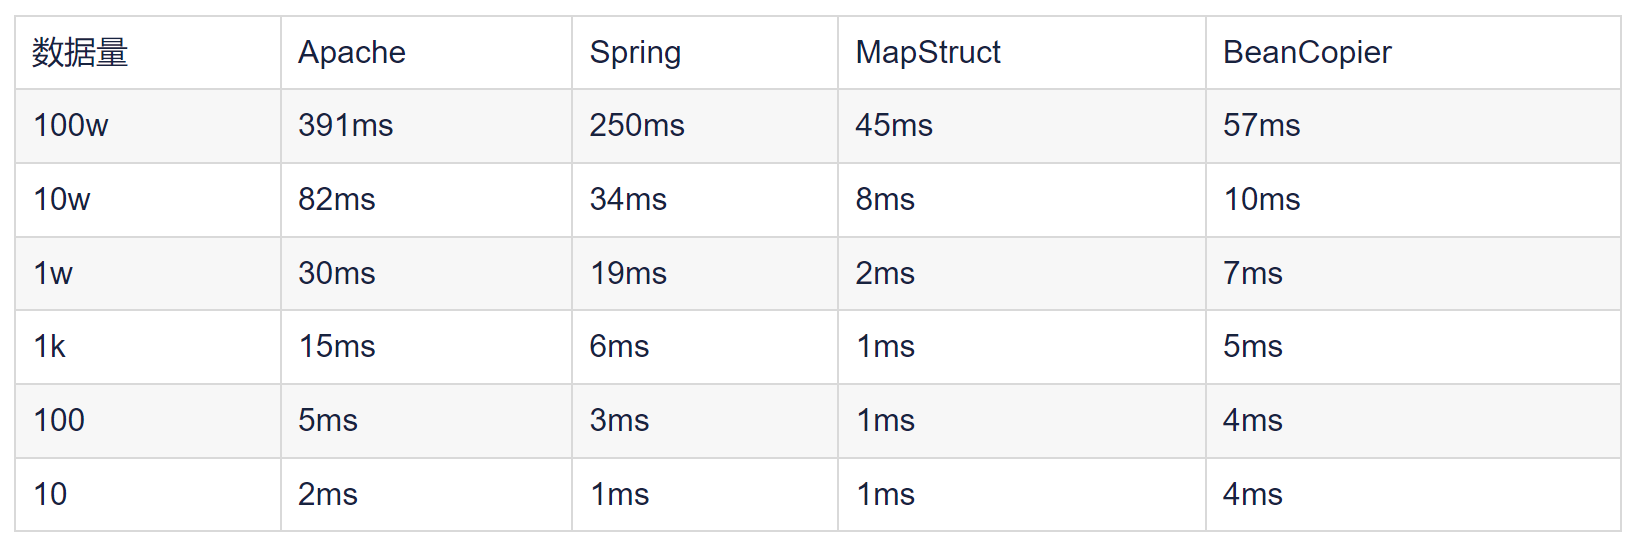 数据量 Apache Spring MapStruct BeanCopier
100w 391ms 250ms 45ms 57ms
10w 82ms 34ms 8ms 10ms
1w 30ms 19ms 2ms 7ms
1k 15ms 6ms 1ms 5ms
100 5ms 3ms 1ms 4ms
10 2ms 1ms 1ms 4ms